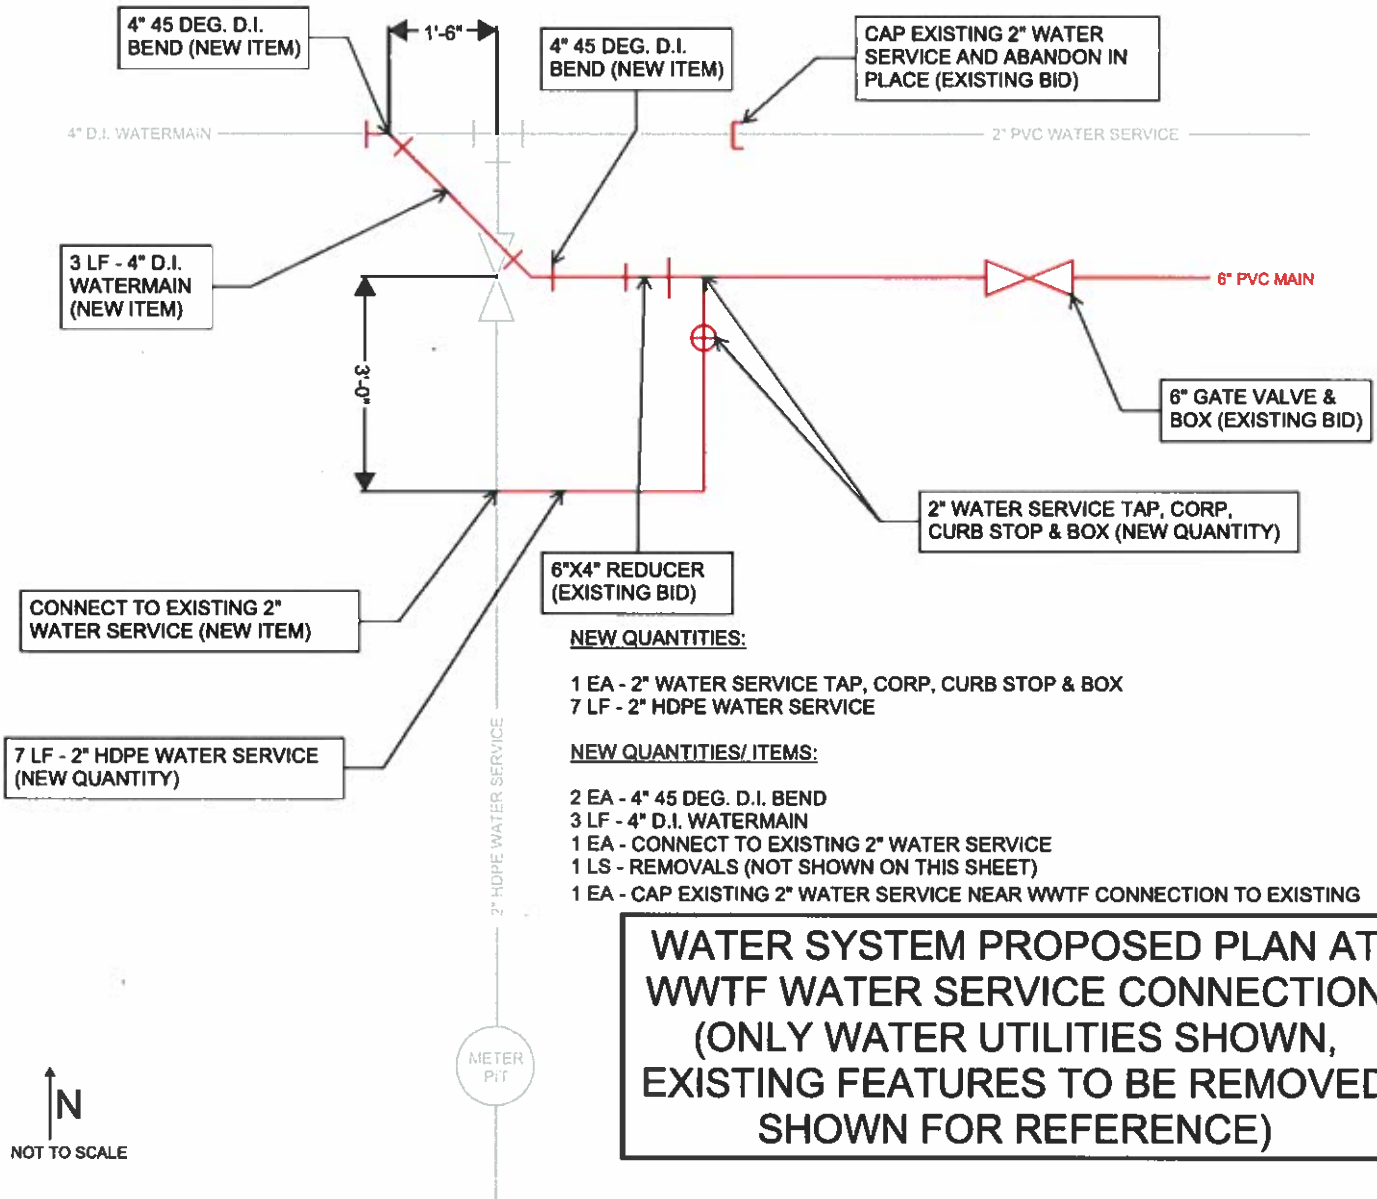 4" 45 DEG. D.I.
BEND (NEW ITEM)
1'-6"
4" 45 DEG. D.I.
BEND (NEW ITEM)
CAP EXISTING 2" WATER
SERVICE AND ABANDON IN
PLACE (EXISTING BID)
4" D.I. WATERMAIN
2" PVC WATER SERVICE
3 LF - 4" D.I.
WATERMAIN
(NEW ITEM)
6" PVC MAIN
3'-0"
6" GATE VALVE &
BOX (EXISTING BID)
2" WATER SERVICE TAP, CORP,
CURB STOP & BOX (NEW QUANTITY)
6"X4" REDUCER
(EXISTING BID)
CONNECT TO EXISTING 2"
WATER SERVICE (NEW ITEM)
7 LF - 2" HDPE WATER SERVICE
(NEW QUANTITY)
2" HDPE WATER SERVICE
NEW QUANTITIES:
1 EA - 2" WATER SERVICE TAP, CORP, CURB STOP & BOX
7 LF - 2" HDPE WATER SERVICE
NEW QUANTITIES/ ITEMS:
2 EA - 4" 45 DEG. D.I. BEND
3 LF - 4" D.I. WATERMAIN
1 EA - CONNECT TO EXISTING 2" WATER SERVICE
1 LS - REMOVALS (NOT SHOWN ON THIS SHEET)
1 EA - CAP EXISTING 2" WATER SERVICE NEAR WWTF CONNECTION TO EXISTING
WATER SYSTEM PROPOSED PLAN AT
WWTF WATER SERVICE CONNECTION
(ONLY WATER UTILITIES SHOWN,
EXISTING FEATURES TO BE REMOVED
SHOWN FOR REFERENCE)
METER
PIT
N
NOT TO SCALE